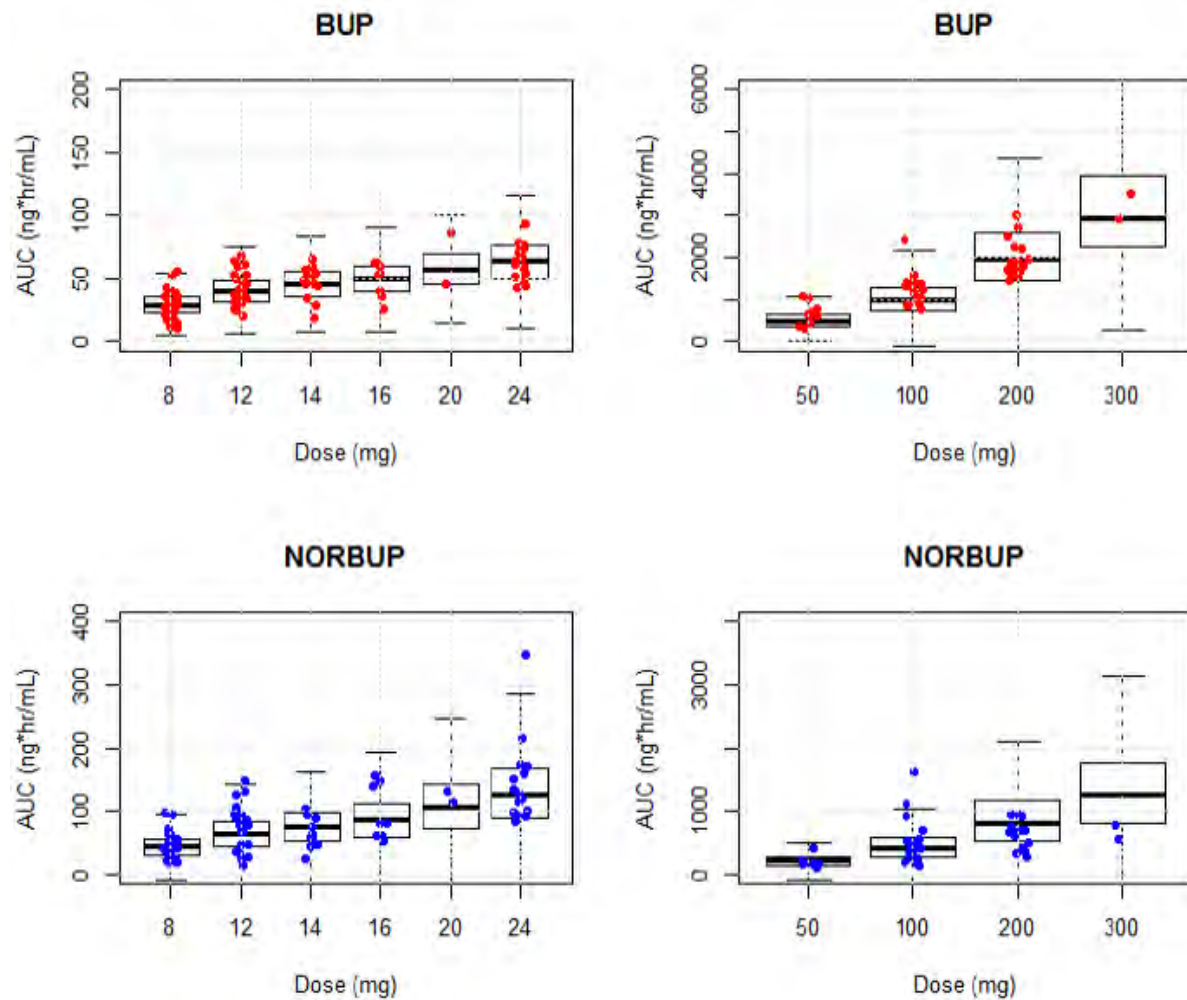 BUP
AUC (ng*hr/mL)
0 50 100 150 200
8 12 14 16 20 24
Dose (mg)
BUP
AUC (ng*hr/mL)
0 2000 4000 6000
50 100 200 300
Dose (mg)
NORBUP
AUC (ng*hr/mL)
0 100 200 300 400
8 12 14 16 20 24
Dose (mg)
NORBUP
AUC (ng*hr/mL)
0 1000 3000
50 100 200 300
Dose (mg)